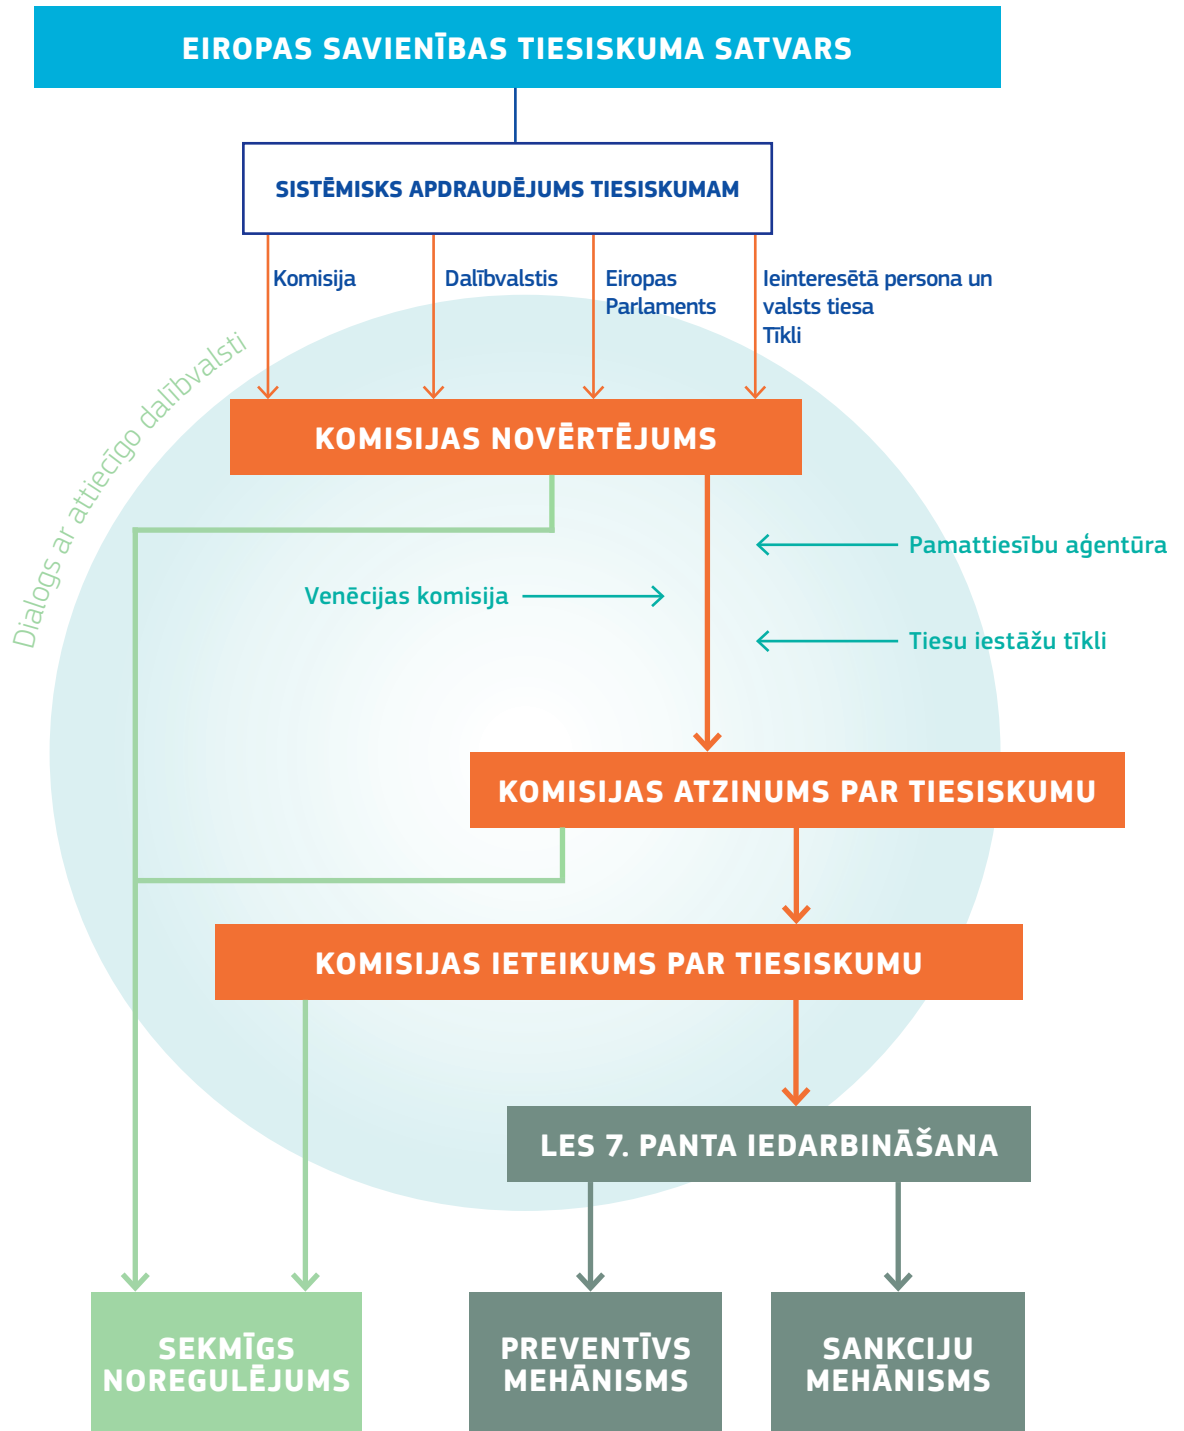 EIROPAS SAVIENĪBAS TIESISKUMA SATVARS
SISTĒMISKS APDRAUDĒJUMS TIESISKUMAM
Komisija
Dalībvalstis
Eiropas
Parlaments
Ieinteresētā persona un
valsts tiesa
Tīkli
Dialogs ar attiecīgo dalībvalsti
KOMISIJAS NOVĒRTĒJUMS
Pamattiesību aģentūra
Venēcijas komisija
Tiesu iestāžu tīkli
KOMISIJAS ATZINUMS PAR TIESISKUMU
KOMISIJAS IETEIKUMS PAR TIESISKUMU
LES 7. PANTA IEDARBINĀŠANA
SEKMĪGS
NOREGULĒJUMS
PREVENTĪVS
MEHĀNISMS
SANKCIJU
MEHĀNISMS